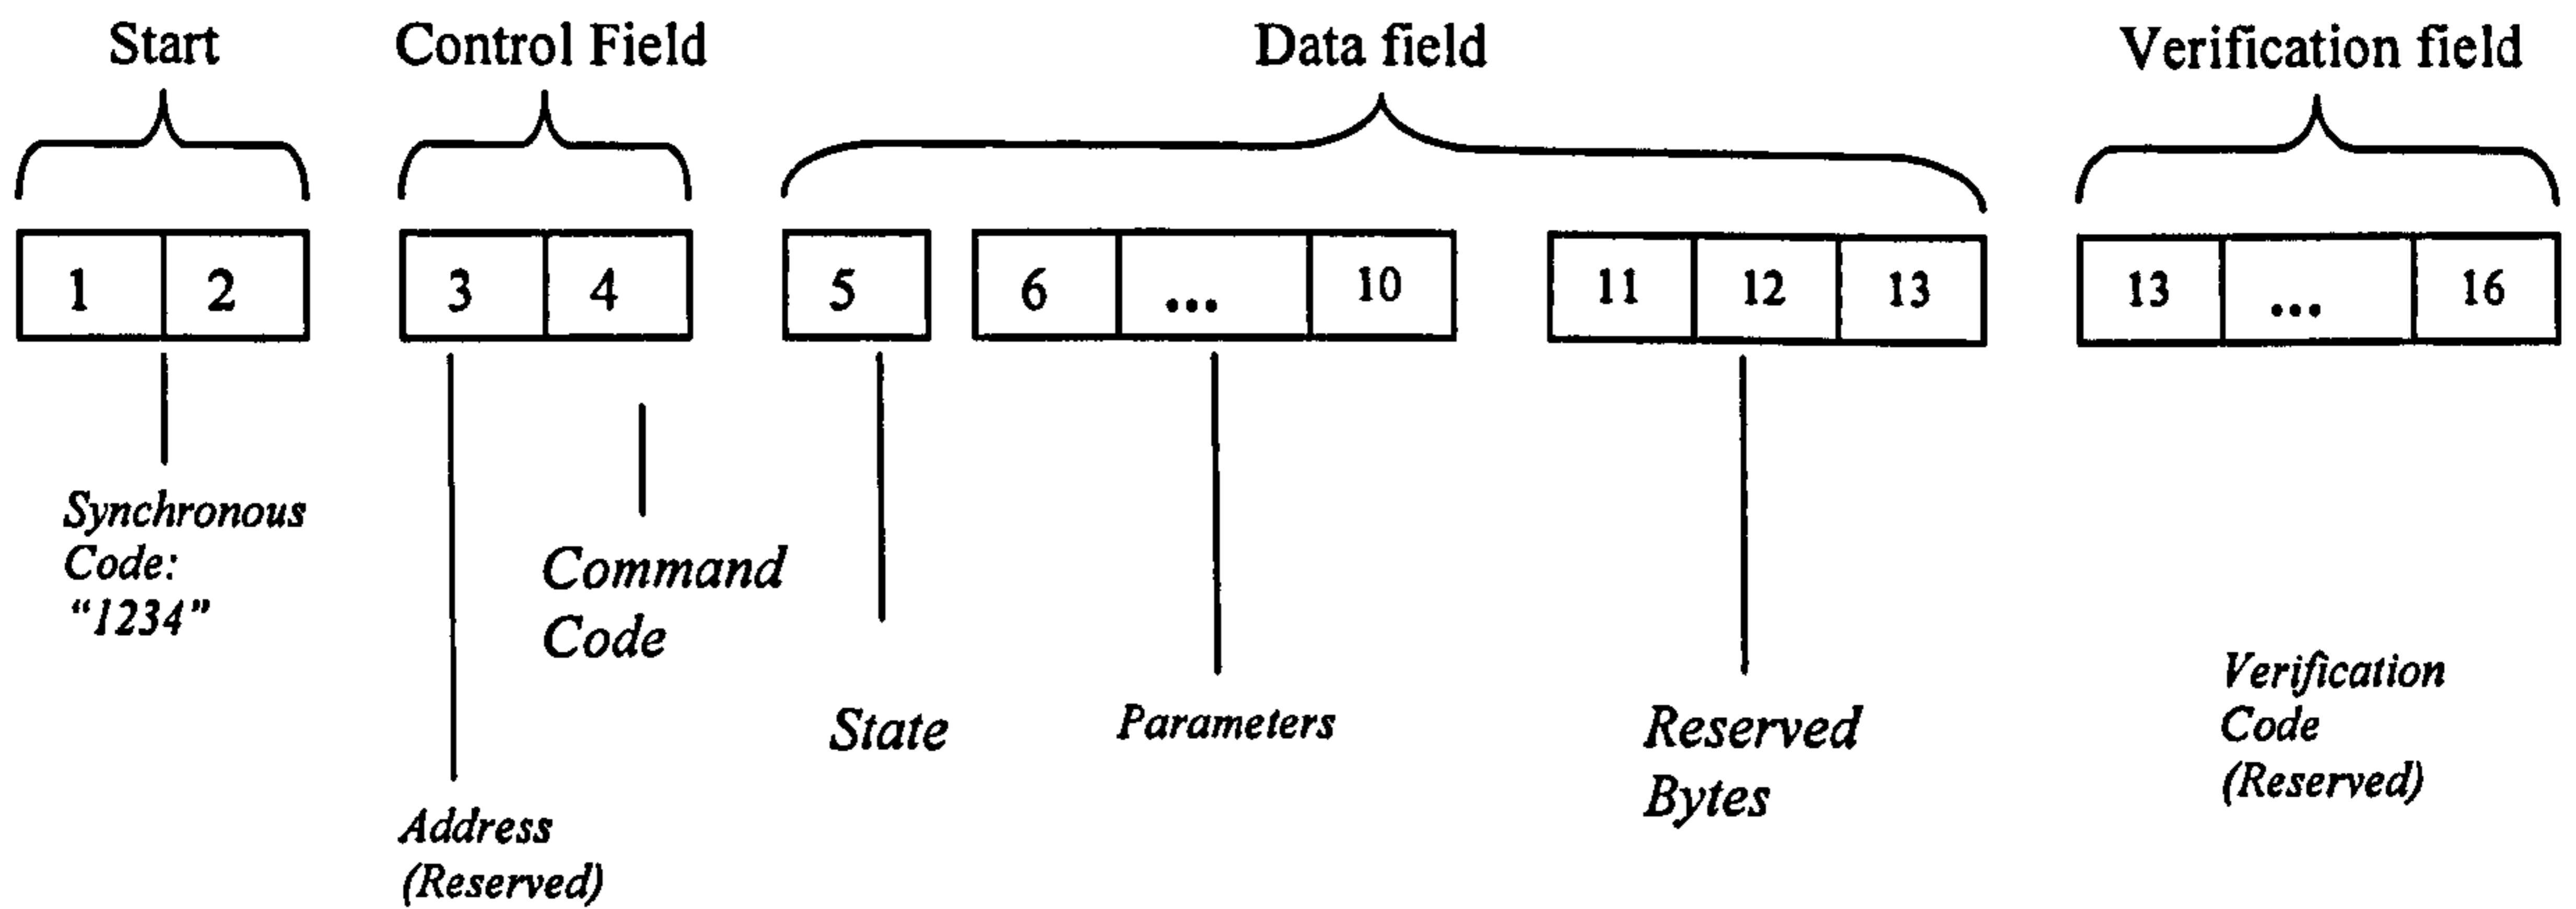 Start Control Field Data field Verification field
1 2 3 4 5 6 ... 10 11 12 13 13 ... 16
Synchronous
Code:
"1234"
Command
Code
State
Parameters
Reserved
Bytes
Verification
Code
(Reserved)
Address
(Reserved)